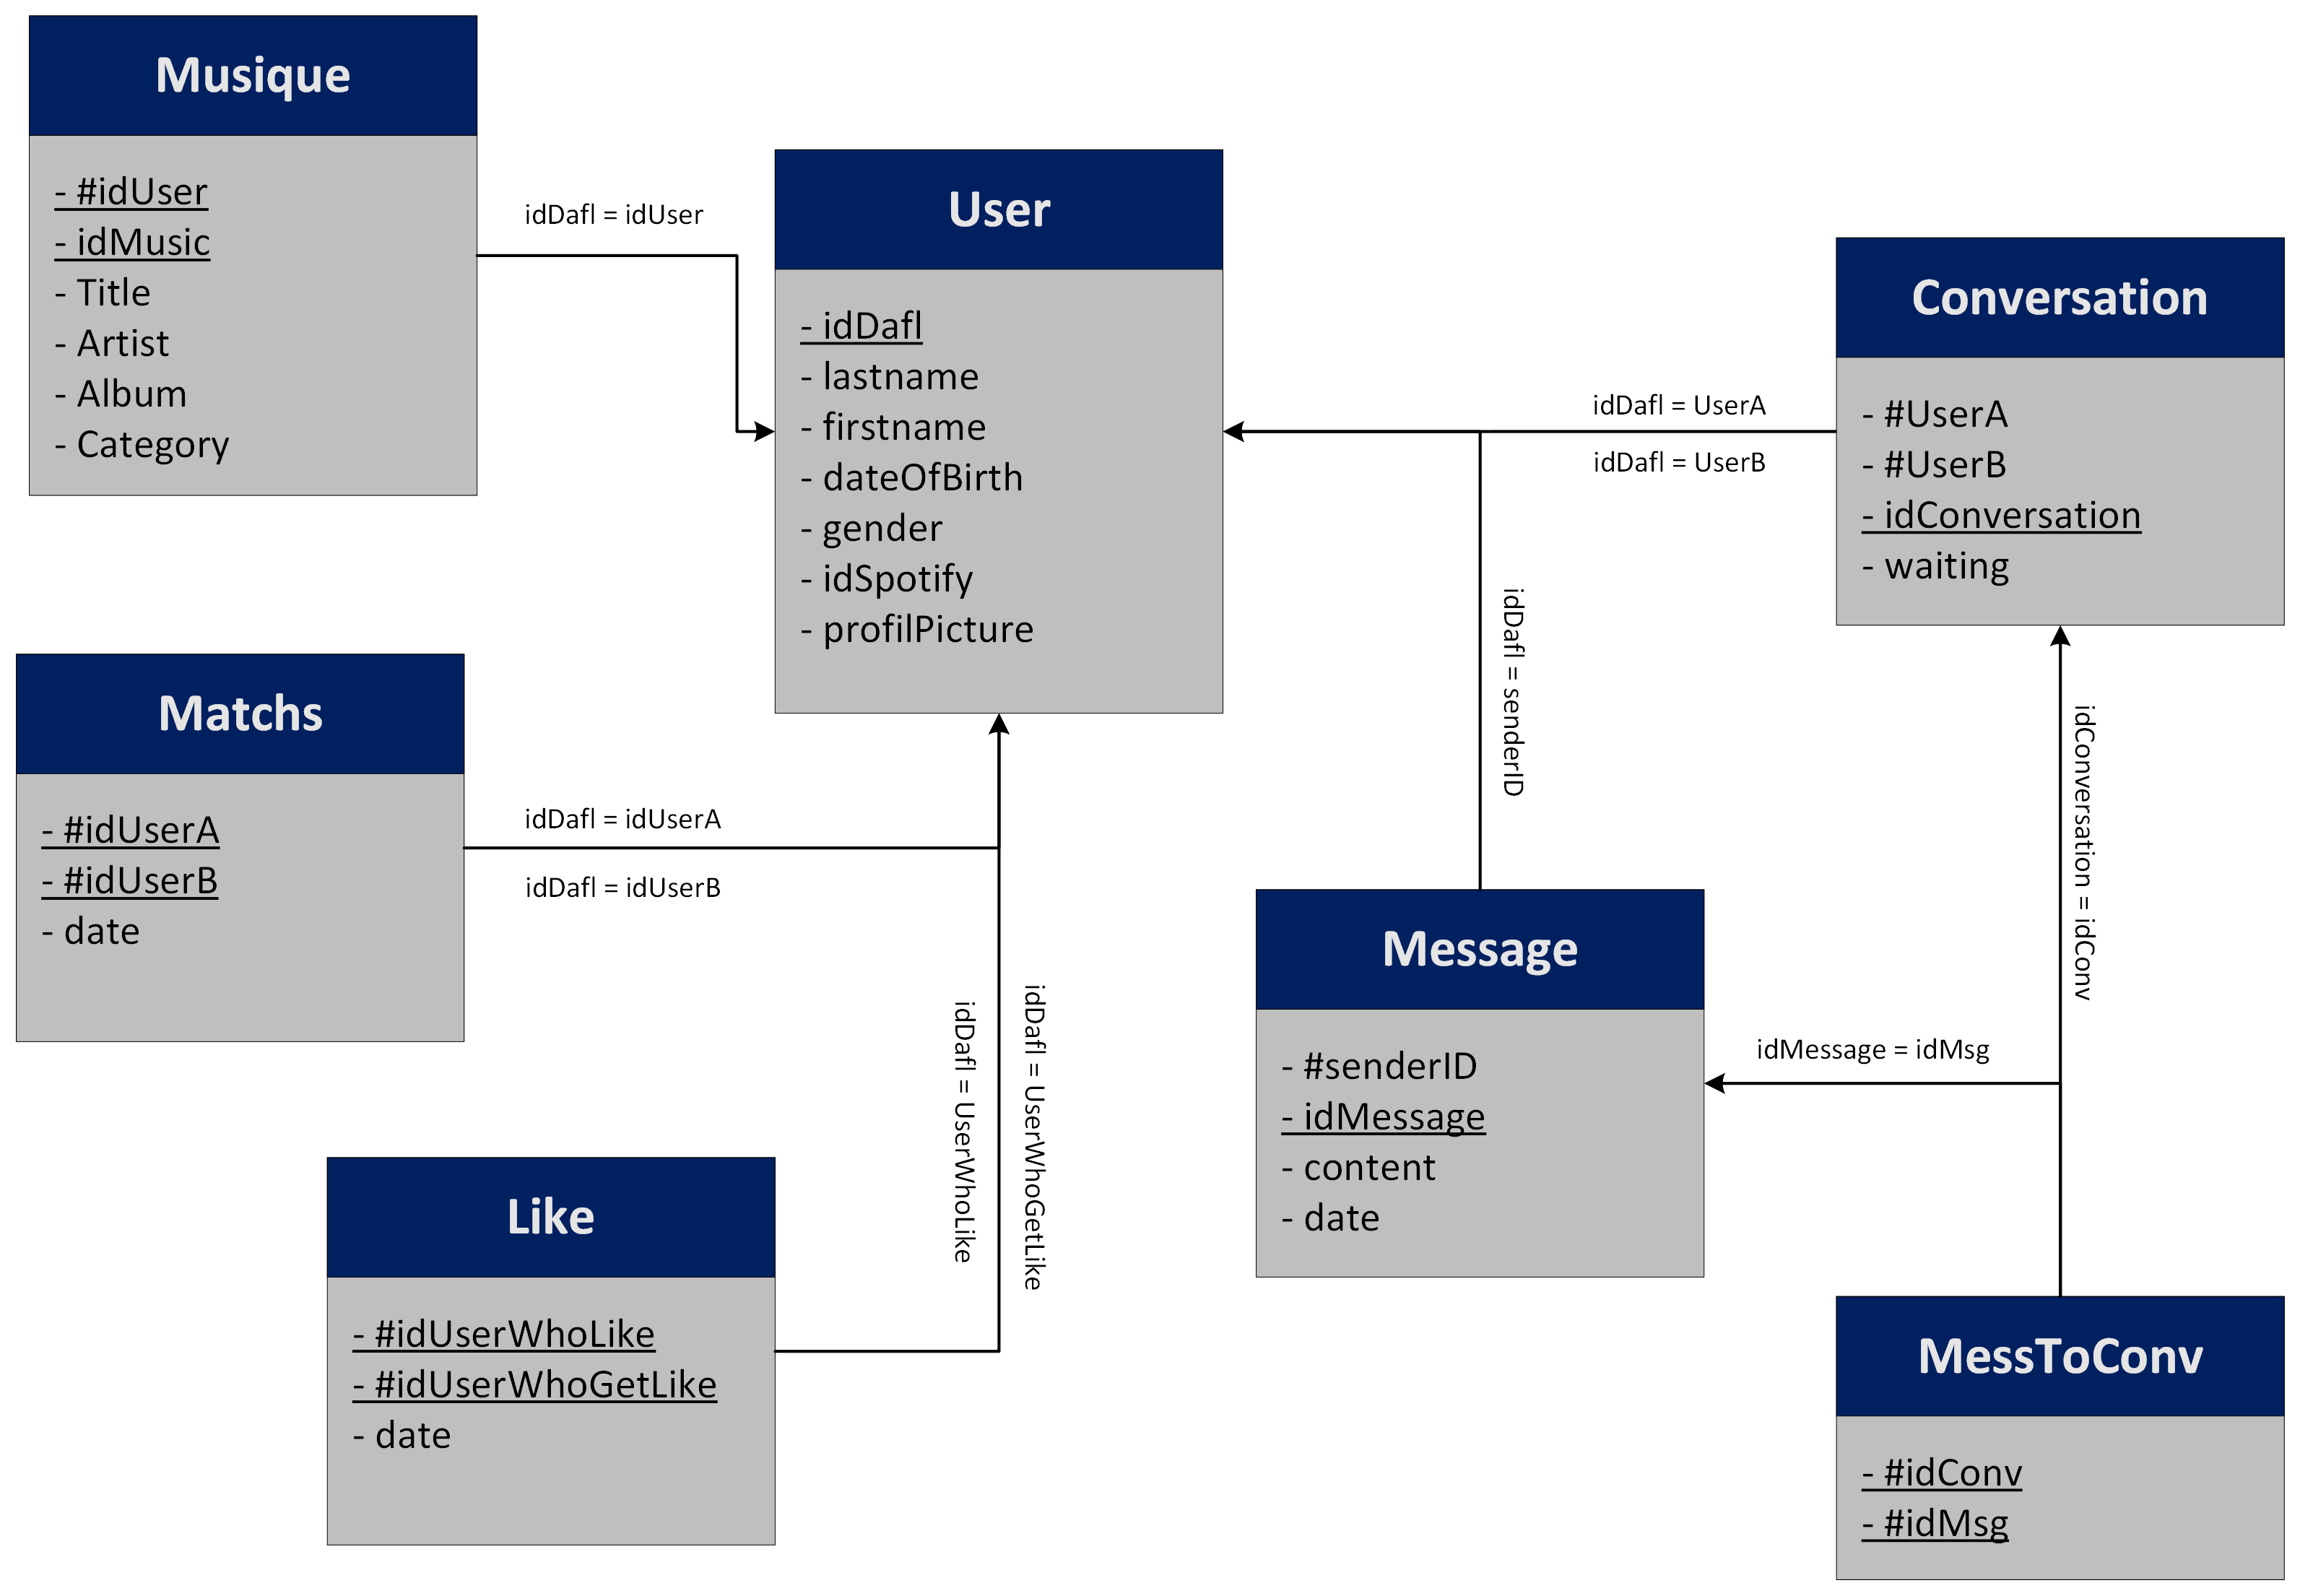 Musique
- #idUser
- idMusic
- Title
- Artist
- Album
- Category
idDafl = idUser
User
- idDafl
- lastname
- firstname
- dateOfBirth
- gender
- idSpotify
- profilPicture
Conversation
- #UserA
- #UserB
- idConversation
- waiting
idDafl = UserA
idDafl = UserB
idDafl = senderID
idConversation = idConv
Matchs
- #idUserA
- #idUserB
- date
idDafl = idUserA
idDafl = idUserB
idDafl = UserWhoLike
idDafl = UserWhoGetLike
Message
- #senderID
- idMessage
- content
- date
idMessage = idMsg
Like
- #idUserWhoLike
- #idUserWhoGetLike
- date
MessToConv
- #idConv
- #idMsg